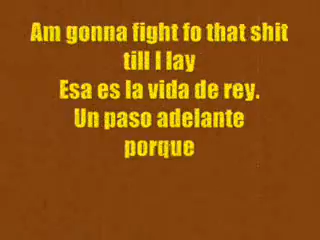 Am gonna fight fo that shit
till I lay
Esa es la vida de rey.
Un paso adelante
porque